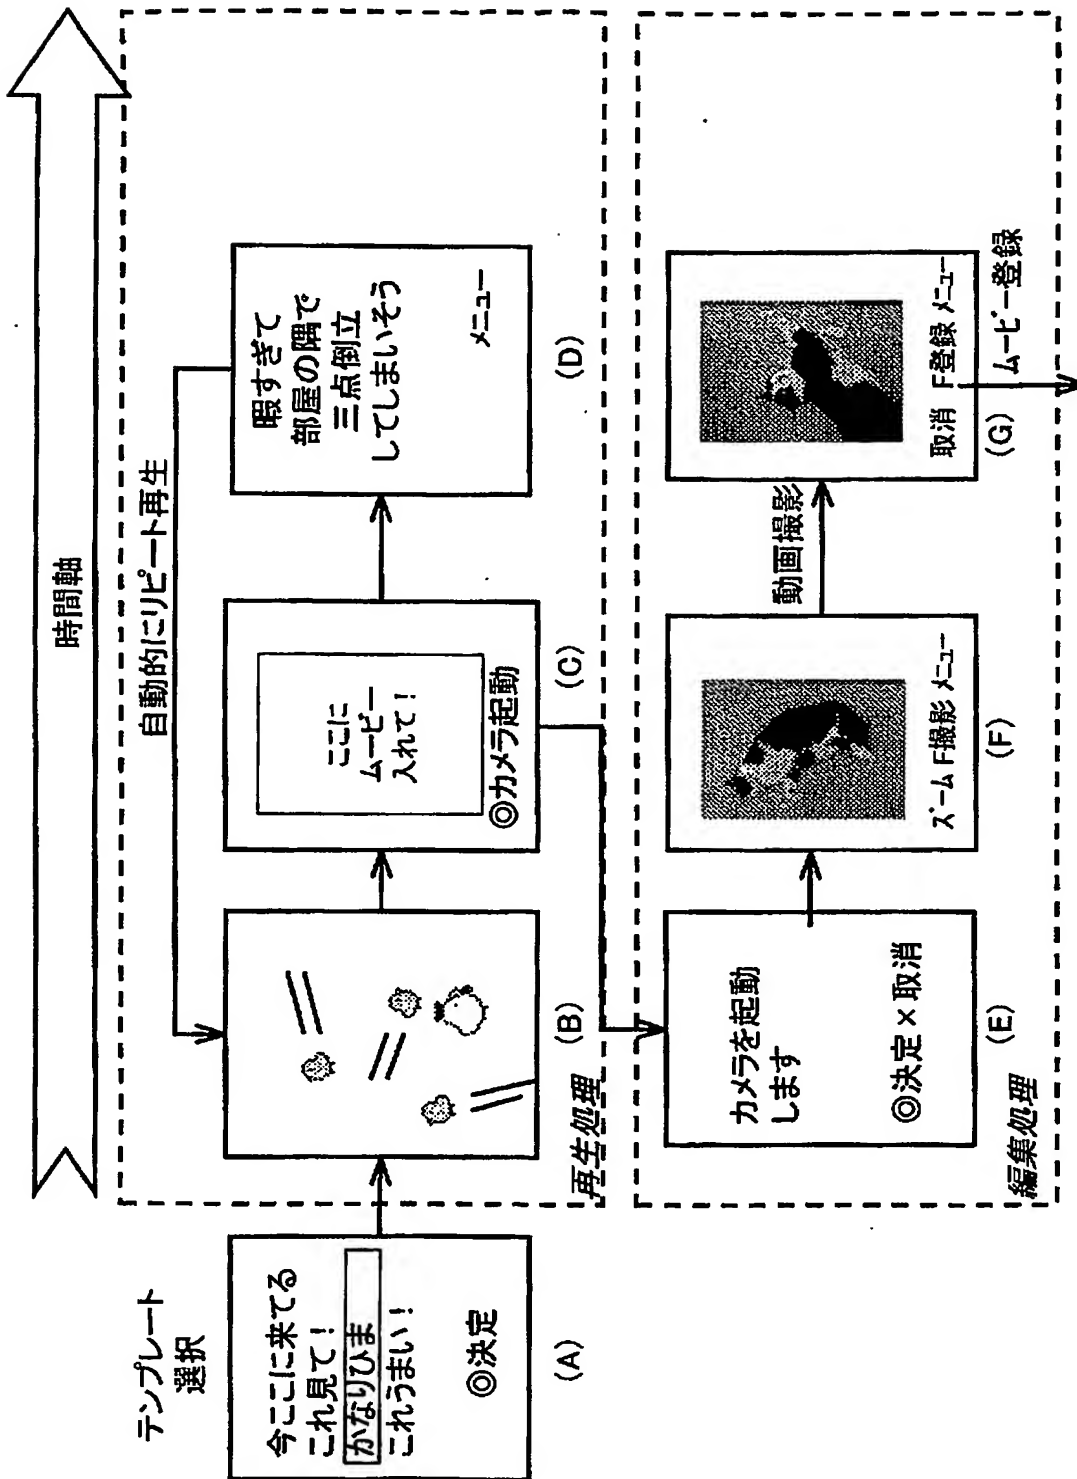 時間軸
テンプレート
選択
今ここに来てる
これ見て！
かなりひま
これうまい！
◎決定
(A)
自動的にリピート再生
(B)
ここに
ムービー
入れて！
◎カメラ起動
(C)
暇すぎて
部屋の隅で
三点倒立
してしまいそう
メニュー
(D)
再生処理
カメラを起動
します
◎決定×取消
(E)
ズーム F撮影 メニュー
(F)
動画撮影
取消 F登録 メニュー
(G)
ムービー登録
編集処理